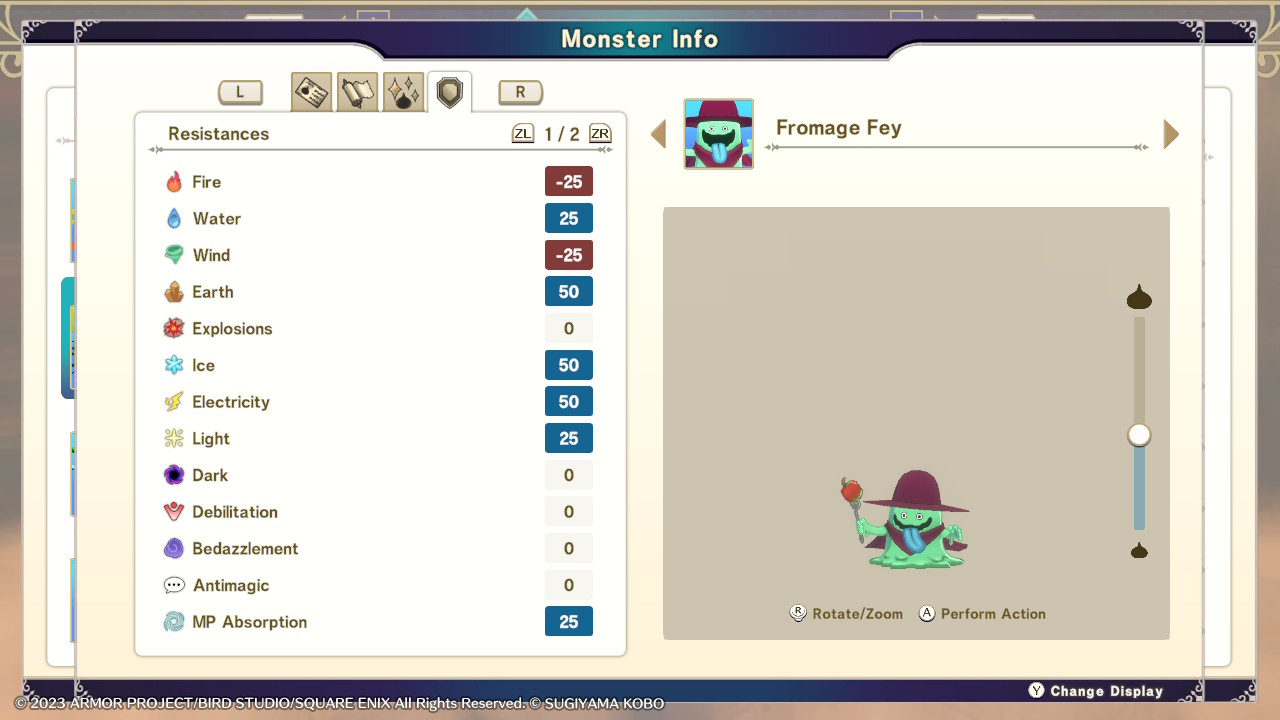 Monster Info
L
R
Resistances
ZL 1 / 2 ZR
Fire -25
Water 25
Wind -25
Earth 50
Explosions 0
Ice 50
Electricity 50
Light 25
Dark 0
Debilitation 0
Bedazzlement 0
Antimagic 0
MP Absorption 25
Fromage Fey
R Rotate/Zoom A Perform Action
Y Change Display
© 2023 ARMOR PROJECT/BIRD STUDIO/SQUARE ENIX All Rights Reserved. © SUGIYAMA KOBO